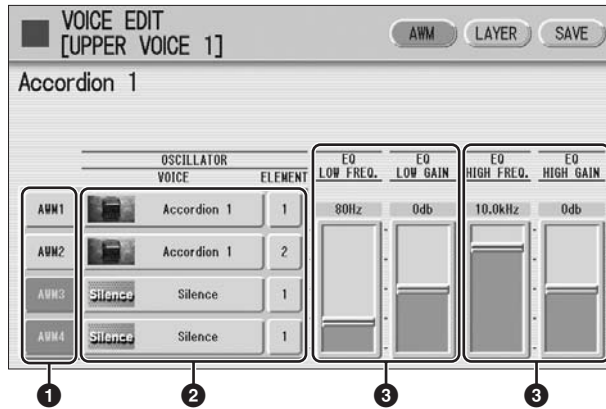 VOICE EDIT
[UPPER VOICE 1]
AWM
LAYER
SAVE
Accordion 1
OSCILLATOR
VOICE ELEMENT
EQ LOW FREQ.
EQ LOW GAIN
EQ HIGH FREQ.
EQ HIGH GAIN
80Hz
0db
10.0kHz
0db
AWM1 Accordion 1 1
AWM2 Accordion 1 2
AWM3 Silence Silence 1
AWM4 Silence Silence 1
1 2 3 3